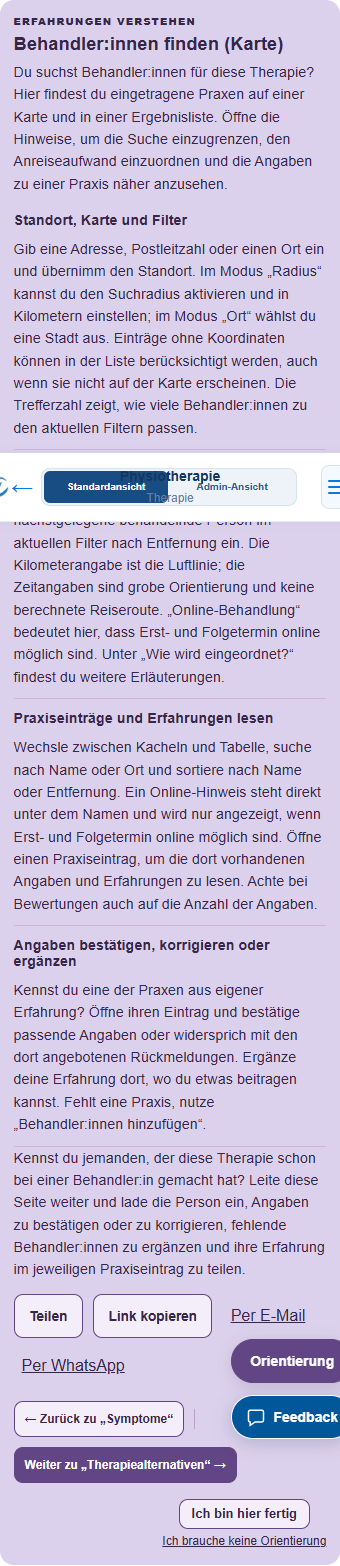 ERFAHRUNGEN VERSTEHEN
Behandler:innen finden (Karte)
Du suchst Behandler:innen für diese Therapie?
Hier findest du eingetragene Praxen auf einer
Karte und in einer Ergebnisliste. Öffne die
Hinweise, um die Suche einzugrenzen, den
Anreiseaufwand einzuordnen und die Angaben
zu einer Praxis näher anzusehen.
Standort, Karte und Filter
Gib eine Adresse, Postleitzahl oder einen Ort ein
und übernimm den Standort. Im Modus „Radius“
kannst du den Suchradius aktivieren und in
Kilometern einstellen; im Modus „Ort“ wählst du
eine Stadt aus. Einträge ohne Koordinaten
können in der Liste berücksichtigt werden, auch
wenn sie nicht auf der Karte erscheinen. Die
Trefferzahl zeigt, wie viele Behandler:innen zu
den aktuellen Filtern passen.
←
Physiotherapie
Standardansicht
Admin-Ansicht
Therapie
nächstgelegene behandelnde Person im
aktuellen Filter nach Entfernung ein. Die
Kilometerangabe ist die Luftlinie; die
Zeitangaben sind grobe Orientierung und keine
berechnete Reiseroute. „Online-Behandlung“
bedeutet hier, dass Erst- und Folgetermin online
möglich sind. Unter „Wie wird eingeordnet?“
findest du weitere Erläuterungen.
Praxiseinträge und Erfahrungen lesen
Wechsle zwischen Kacheln und Tabelle, suche
nach Name oder Ort und sortiere nach Name
oder Entfernung. Ein Online-Hinweis steht direkt
unter dem Namen und wird nur angezeigt, wenn
Erst- und Folgetermin online möglich sind. Öffne
einen Praxiseintrag, um die dort vorhandenen
Angaben und Erfahrungen zu lesen. Achte bei
Bewertungen auch auf die Anzahl der Angaben.
Angaben bestätigen, korrigieren oder
ergänzen
Kennst du eine der Praxen aus eigener
Erfahrung? Öffne ihren Eintrag und bestätige
passende Angaben oder widersprich mit den
dort angebotenen Rückmeldungen. Ergänze
deine Erfahrung dort, wo du etwas beitragen
kannst. Fehlt eine Praxis, nutze
„Behandler:innen hinzufügen“.
Kennst du jemanden, der diese Therapie schon
bei einer Behandler:in gemacht hat? Leite diese
Seite weiter und lade die Person ein, Angaben
zu bestätigen oder zu korrigieren, fehlende
Behandler:innen zu ergänzen und ihre Erfahrung
im jeweiligen Praxiseintrag zu teilen.
Teilen
Link kopieren
Per E-Mail
Per WhatsApp
Orientierung
← Zurück zu „Symptome“
Feedback
Weiter zu „Therapiealternativen“ →
Ich bin hier fertig
Ich brauche keine Orientierung